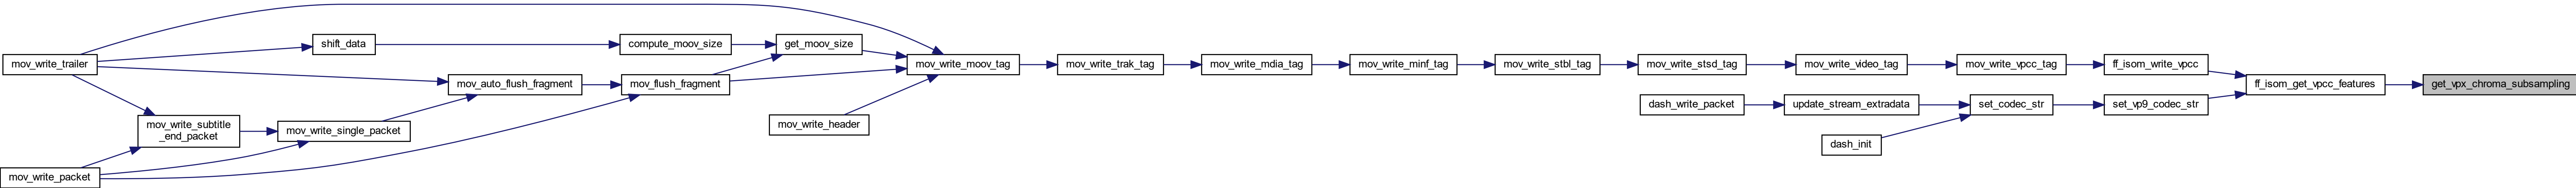 mov_write_trailer
shift_data
mov_write_subtitle
_end_packet
mov_write_packet
mov_write_single_packet
mov_auto_flush_fragment
compute_moov_size
mov_flush_fragment
get_moov_size
mov_write_header
mov_write_moov_tag
mov_write_trak_tag
mov_write_mdia_tag
mov_write_minf_tag
mov_write_stbl_tag
mov_write_stsd_tag
mov_write_video_tag
mov_write_vpcc_tag
ff_isom_write_vpcc
dash_write_packet
update_stream_extradata
dash_init
set_codec_str
set_vp9_codec_str
ff_isom_get_vpcc_features
get_vpx_chroma_subsampling